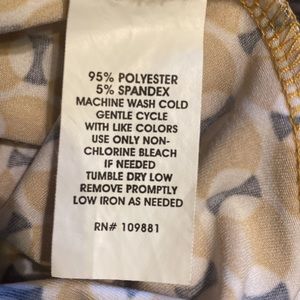 95% POLYESTER
5% SPANDEX
MACHINE WASH COLD
GENTLE CYCLE
WITH LIKE COLORS
USE ONLY NON-
CHLORINE BLEACH
IF NEEDED
TUMBLE DRY LOW
REMOVE PROMPTLY
LOW IRON AS NEEDED
RN# 109881